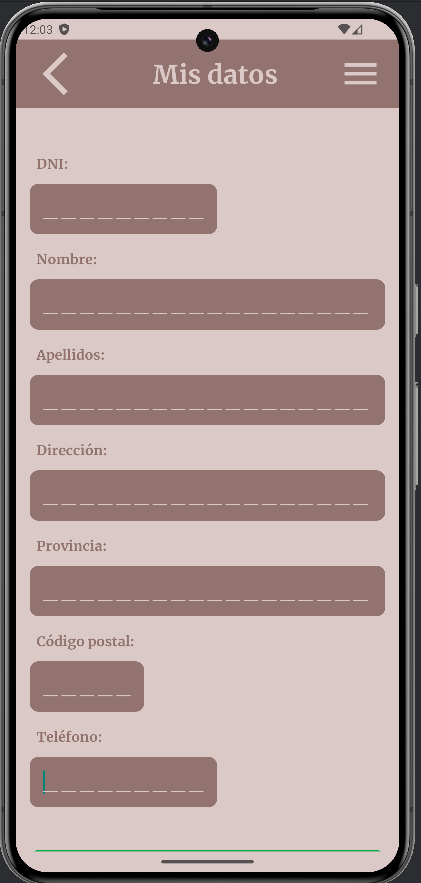 12:03
Mis datos
DNI:
_ _ _ _ _ _ _ _ _
Nombre:
_ _ _ _ _ _ _ _ _ _ _ _ _ _ _ _ _ _
Apellidos:
_ _ _ _ _ _ _ _ _ _ _ _ _ _ _ _ _ _
Dirección:
_ _ _ _ _ _ _ _ _ _ _ _ _ _ _ _ _ _
Provincia:
_ _ _ _ _ _ _ _ _ _ _ _ _ _ _ _ _ _
Código postal:
_ _ _ _ _
Teléfono:
_ _ _ _ _ _ _ _ _